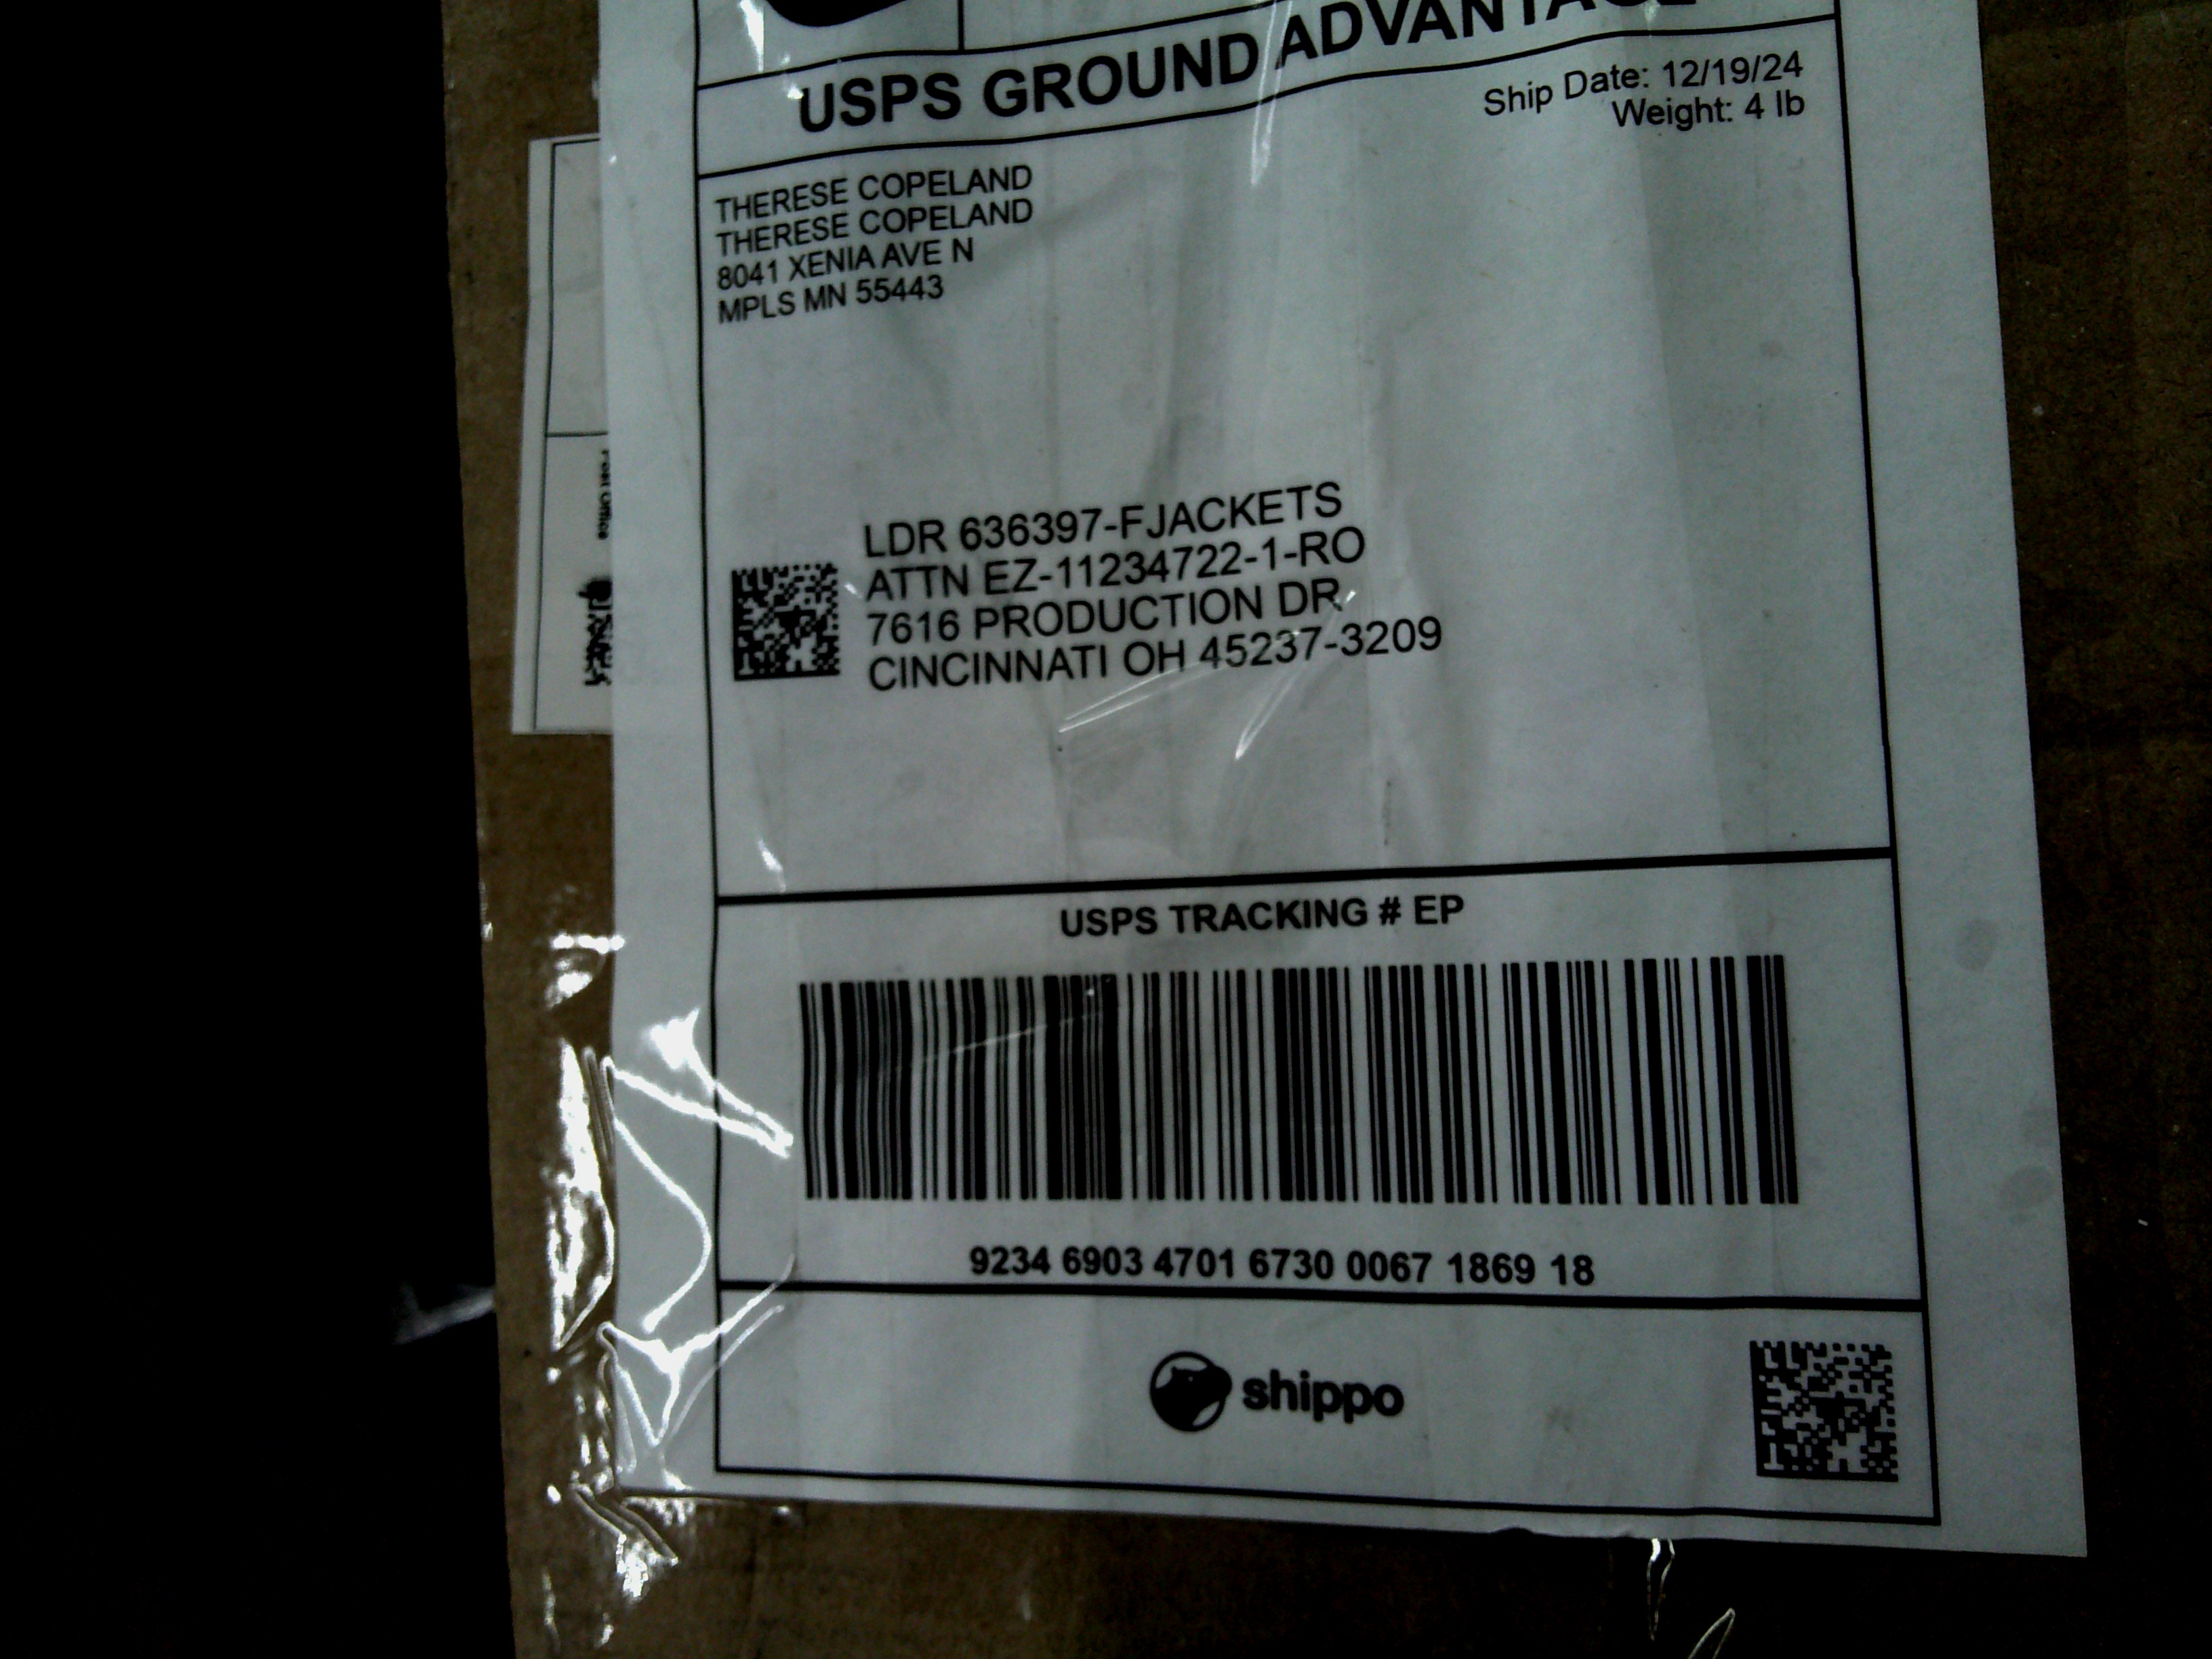 USPS GROUND ADVANTAGE
Ship Date: 12/19/24
Weight: 4 lb
THERESE COPELAND
THERESE COPELAND
8041 XENIA AVE N
MPLS MN 55443
LDR 636397-FJACKETS
ATTN EZ-11234722-1-RO
7616 PRODUCTION DR
CINCINNATI OH 45237-3209
USPS TRACKING # EP
9234 6903 4701 6730 0067 1869 18
shippo